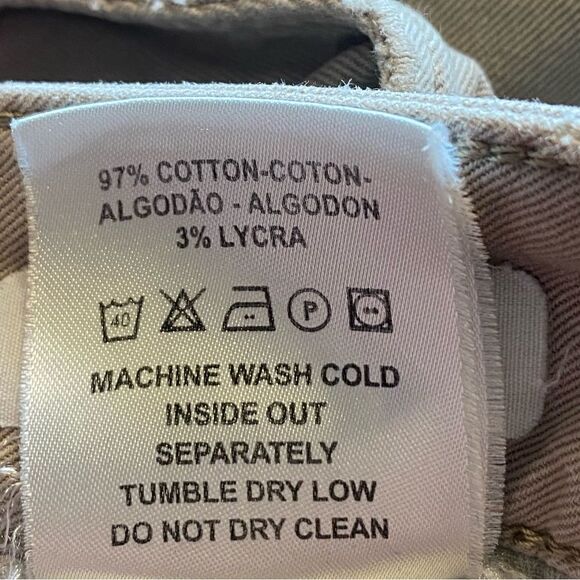 97% COTTON-COTON-
ALGODÃO - ALGODON
3% LYCRA
40 P
MACHINE WASH COLD
INSIDE OUT
SEPARATELY
TUMBLE DRY LOW
DO NOT DRY CLEAN